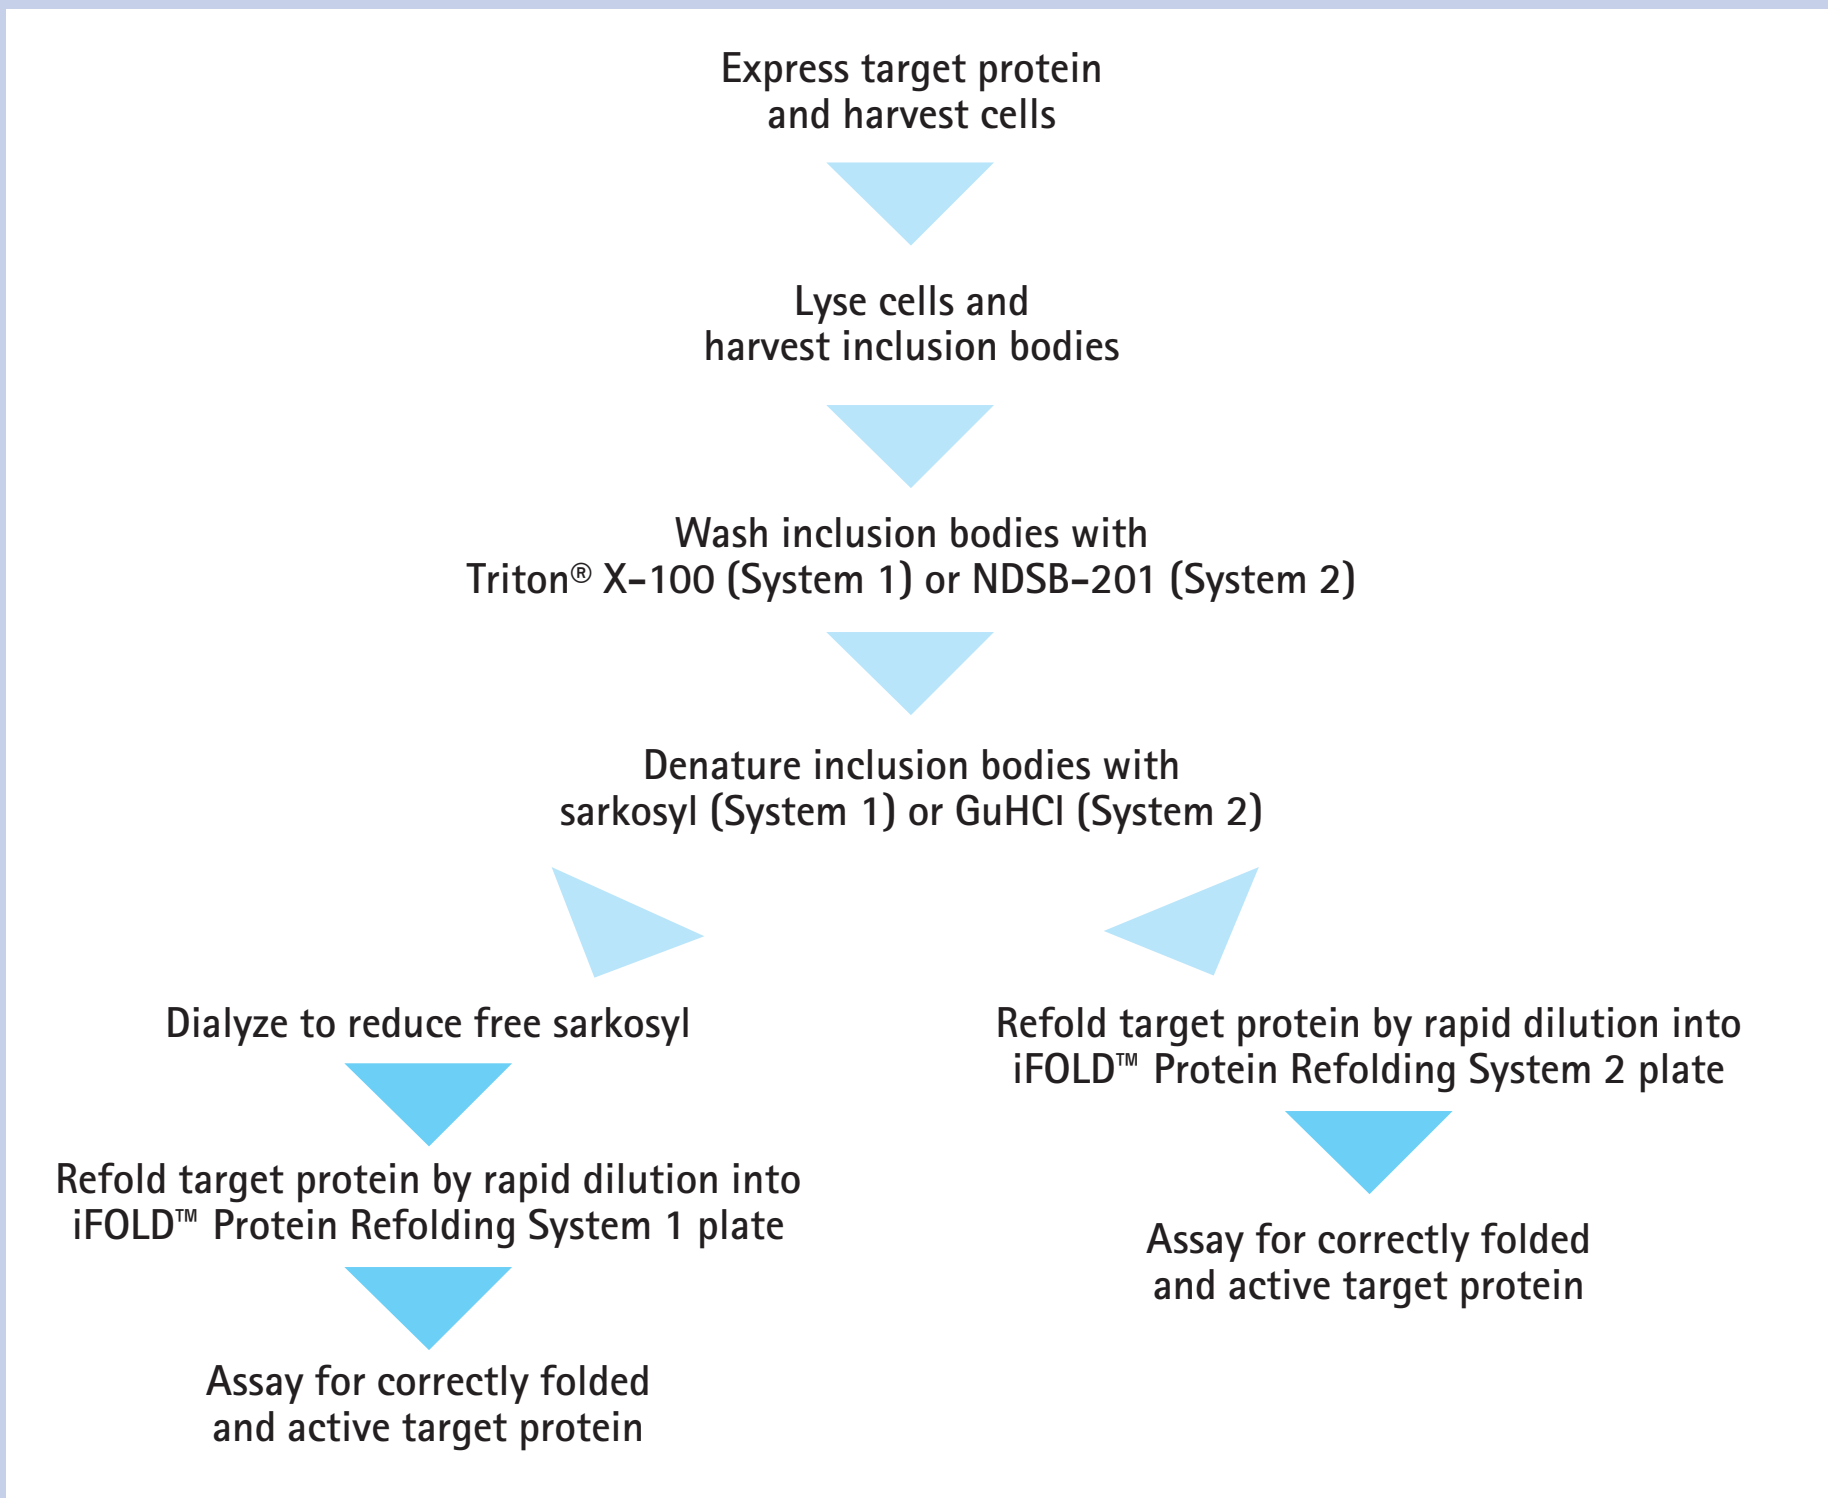 Express target protein
and harvest cells
Lyse cells and
harvest inclusion bodies
Wash inclusion bodies with
Triton® X-100 (System 1) or NDSB-201 (System 2)
Denature inclusion bodies with
sarkosyl (System 1) or GuHCl (System 2)
Dialyze to reduce free sarkosyl
Refold target protein by rapid dilution into
iFOLD™ Protein Refolding System 1 plate
Assay for correctly folded
and active target protein
Refold target protein by rapid dilution into
iFOLD™ Protein Refolding System 2 plate
Assay for correctly folded
and active target protein